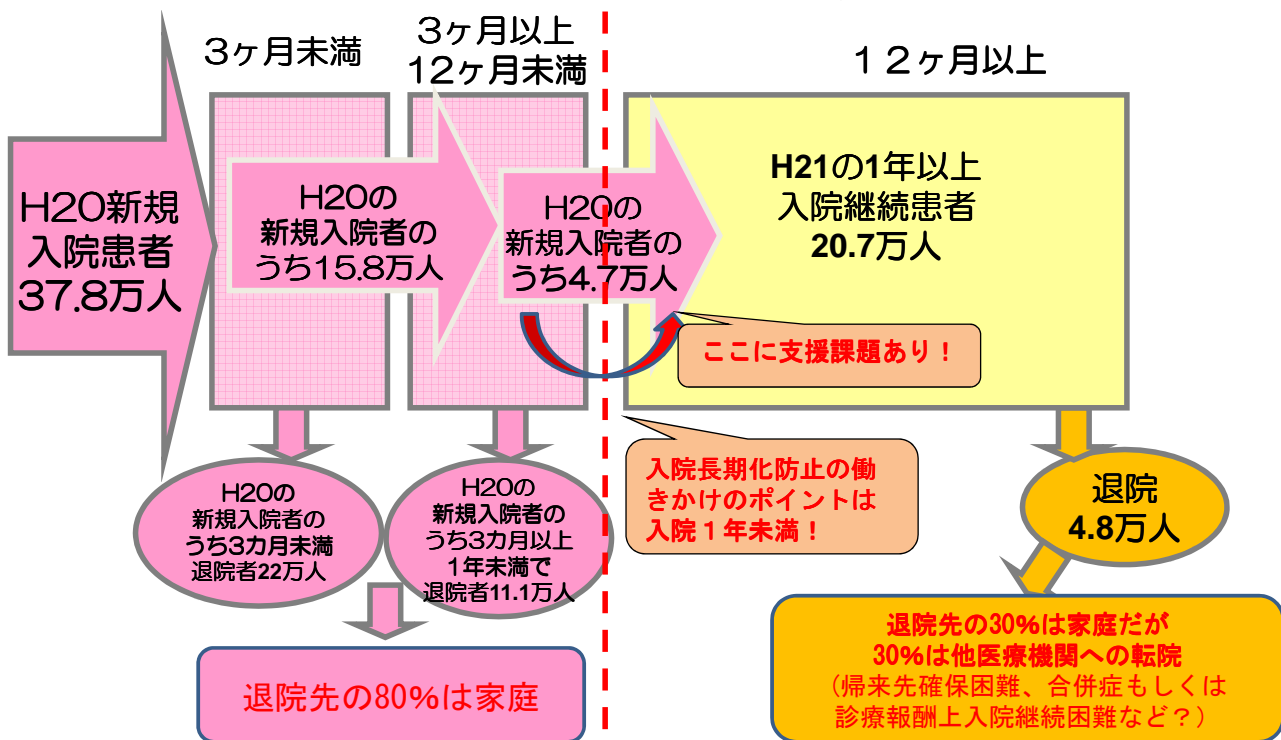 ３ヶ月未満
３ヶ月以上
12ヶ月未満
１２ヶ月以上
H20新規
入院患者
37.8万人
H20の
新規入院者の
うち15.8万人
H20の
新規入院者の
うち4.7万人
H21の1年以上
入院継続患者
20.7万人
ここに支援課題あり！
入院長期化防止の働
きかけのポイントは
入院１年未満！
H20の
新規入院者の
うち3カ月未満
退院者22万人
H20の
新規入院者の
うち3カ月以上
1年未満で
退院者11.1万人
退院
4.8万人
退院先の80%は家庭
退院先の30%は家庭だが
30%は他医療機関への転院
（帰来先確保困難、合併症もしくは
診療報酬上入院継続困難など？）